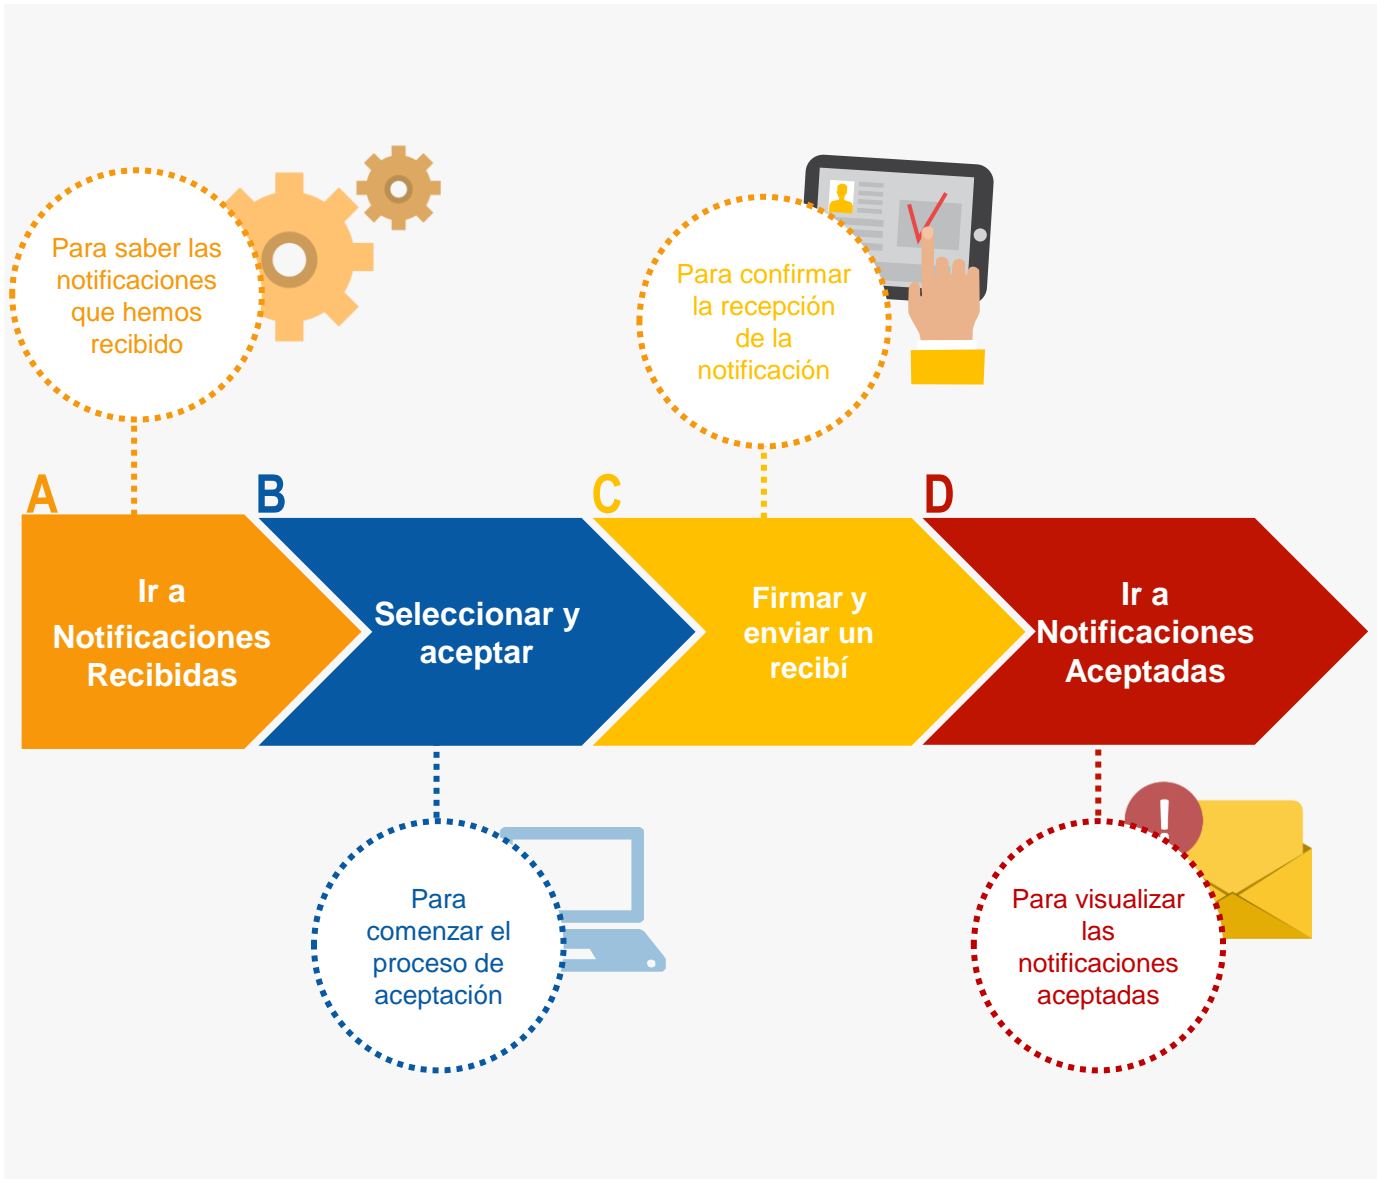 Para saber las
notificaciones
que hemos
recibido
Para confirmar
la recepción
de la
notificación
A
B
C
D
Ir a
Notificaciones
Recibidas
Seleccionar y
aceptar
Firmar y
enviar un
recibí
Ir a
Notificaciones
Aceptadas
Para
comenzar el
proceso de
aceptación
!
Para visualizar
las
notificaciones
aceptadas